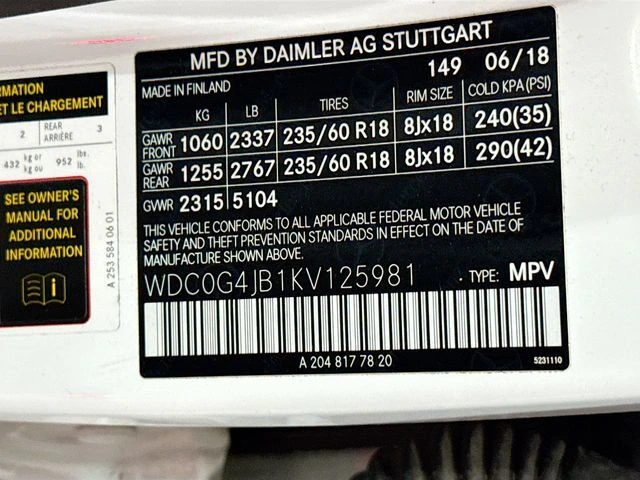 RMATION
ET LE CHARGEMENT
2 REAR ARRIÈRE 3
432 kg or kg ou 952 lbs. lb.
SEE OWNER'S
MANUAL FOR
ADDITIONAL
INFORMATION
A 253 584 06 01
MFD BY DAIMLER AG STUTTGART
149 06/18
MADE IN FINLAND
KG LB TIRES RIM SIZE COLD KPA (PSI)
GAWR FRONT 1060 2337 235/60 R18 8Jx18 240(35)
GAWR REAR 1255 2767 235/60 R18 8Jx18 290(42)
GVWR 2315 5104
THIS VEHICLE CONFORMS TO ALL APPLICABLE FEDERAL MOTOR VEHICLE
SAFETY AND THEFT PREVENTION STANDARDS IN EFFECT ON THE DATE OF
MANUFACTURE SHOWN ABOVE.
WDC0G4JB1KV125981 - TYPE: MPV
A 204 817 78 20
5231110